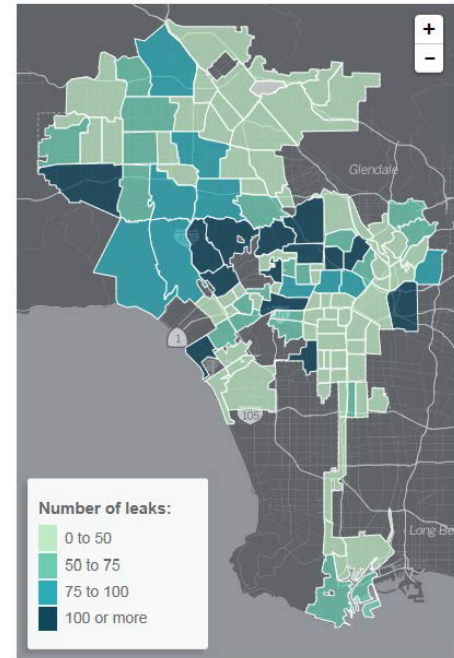 +
−
Glendale
1
105
Long Be
Number of leaks:
0 to 50
50 to 75
75 to 100
100 or more